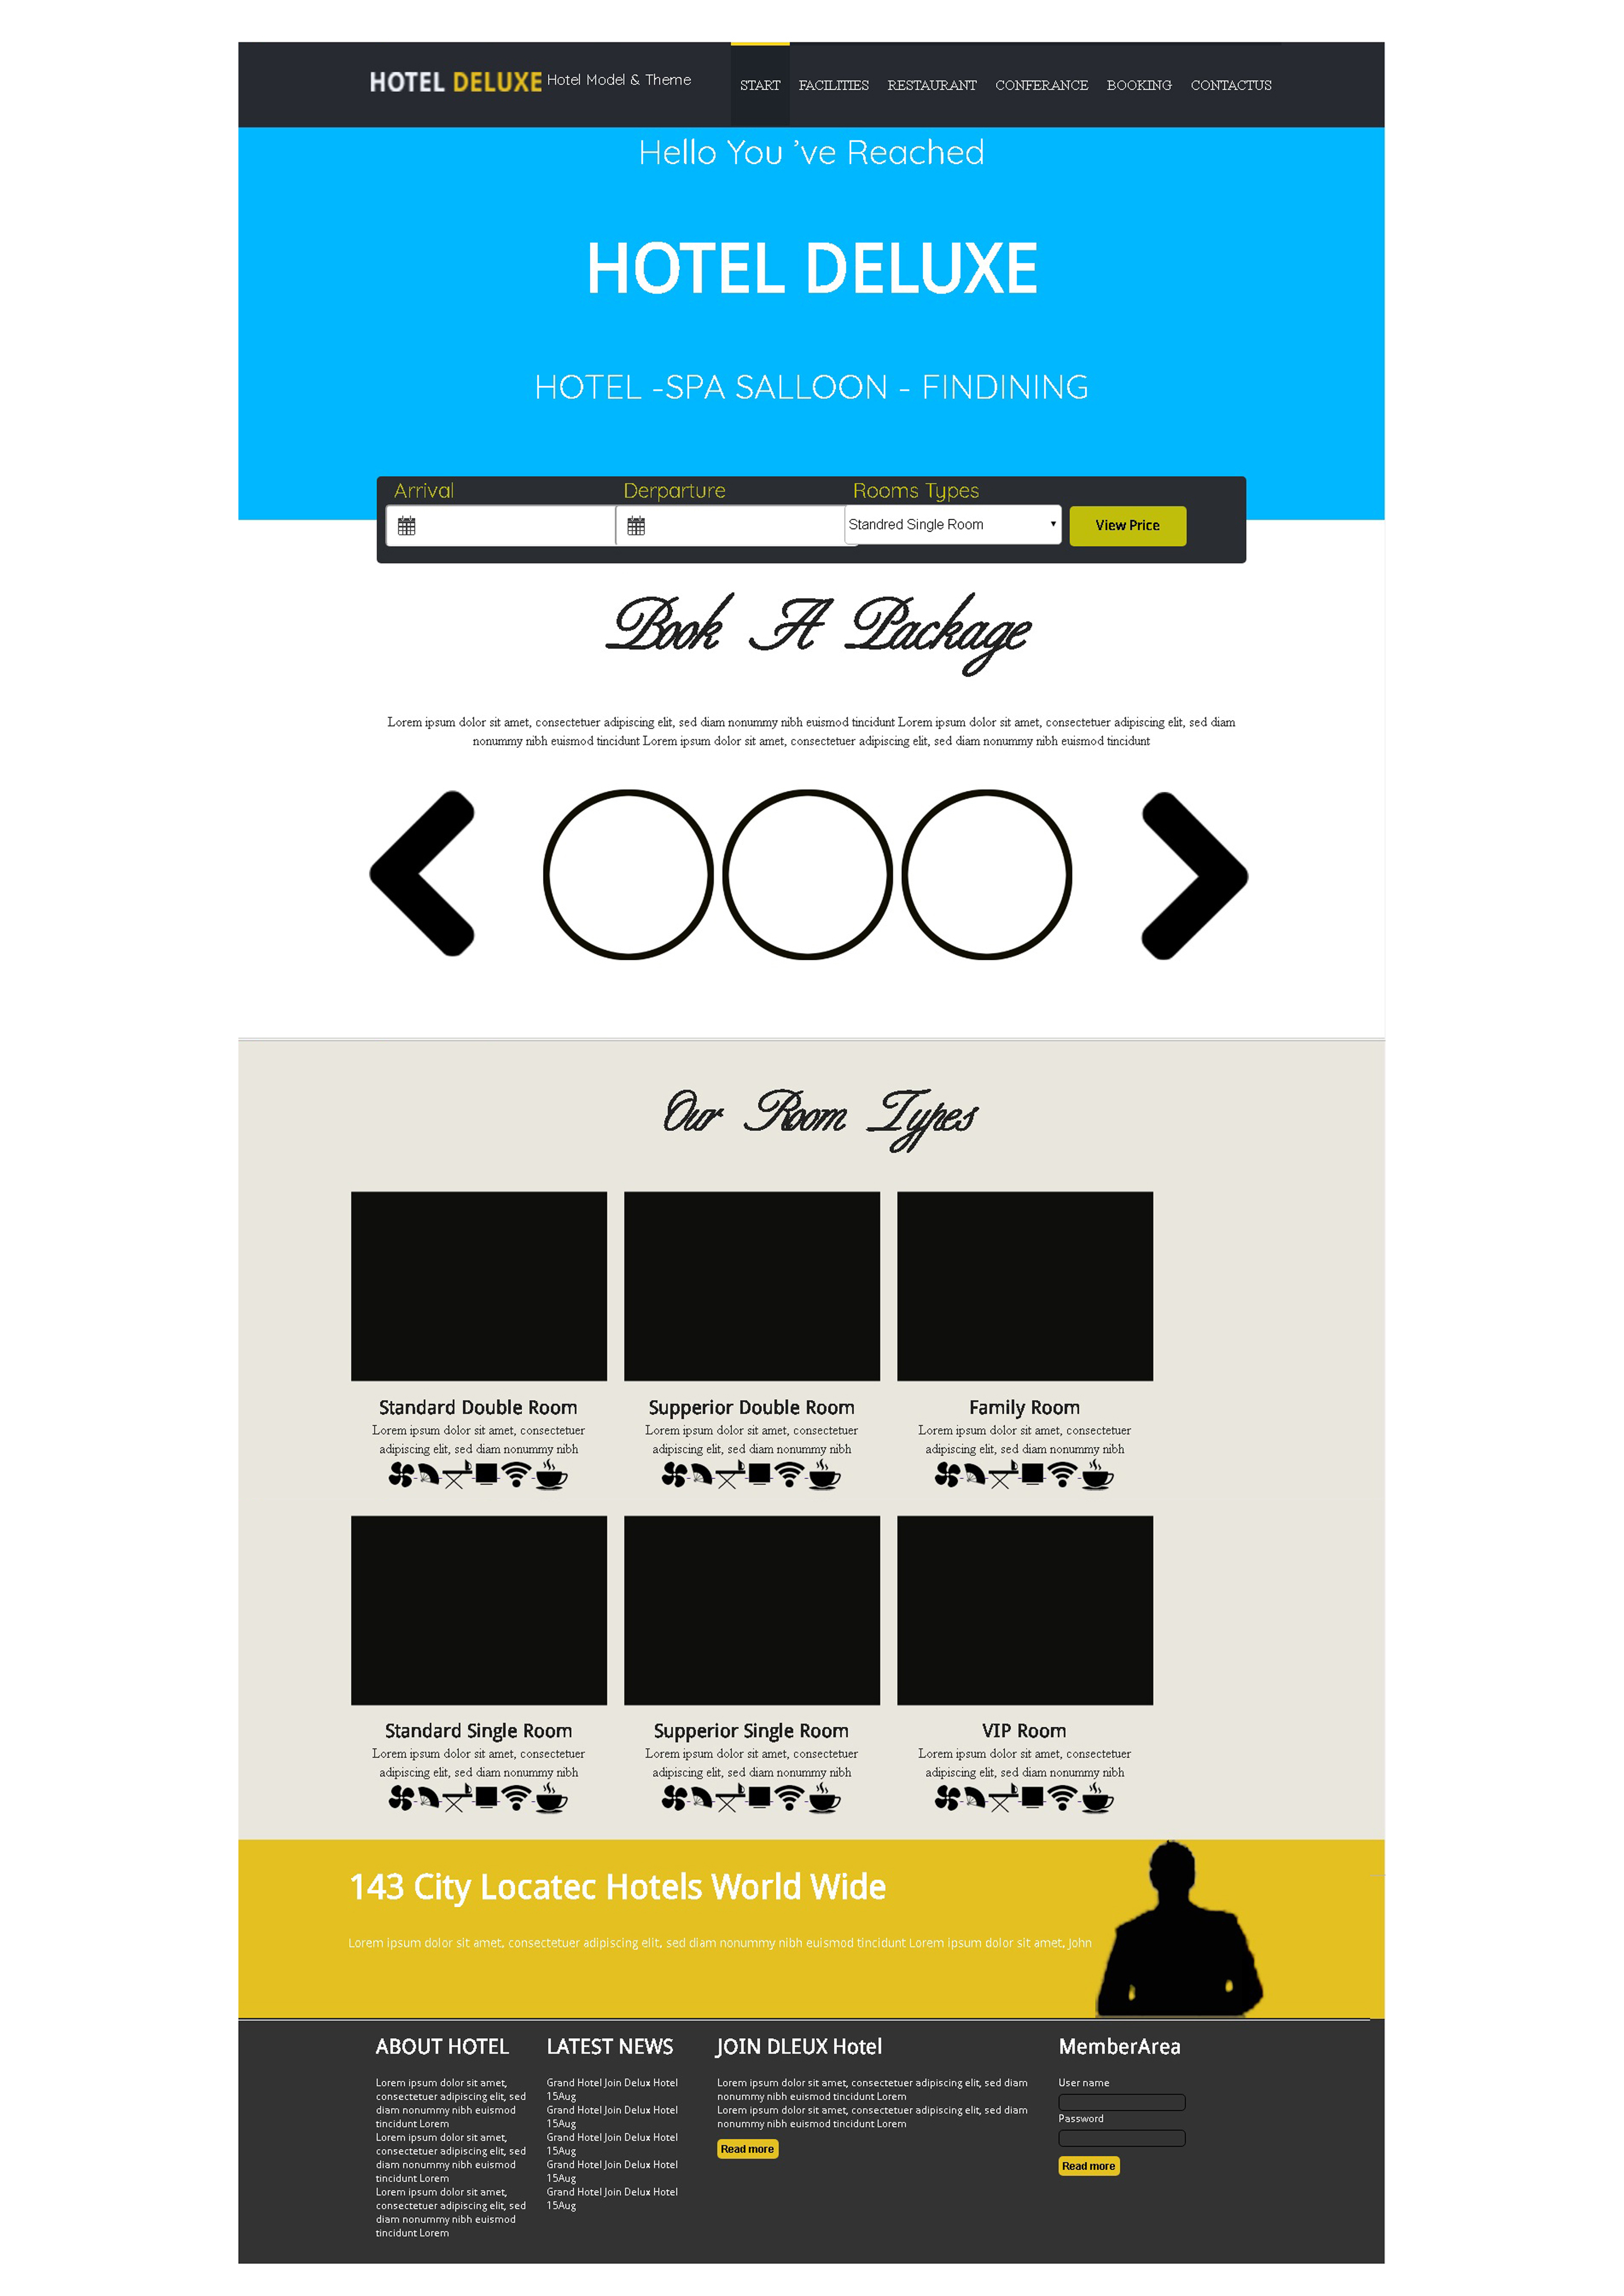 HOTEL DELUXE Hotel Model & Theme
START FACILITIES RESTAURANT CONFERANCE BOOKING CONTACTUS
Hello You 've Reached
HOTEL DELUXE
HOTEL -SPA SALLOON - FINDINING
Arrival Derparture Rooms Types
Standred Single Room View Price
Book A Package
Lorem ipsum dolor sit amet, consectetuer adipiscing elit, sed diam nonummy nibh euismod tincidunt Lorem ipsum dolor sit amet, consectetuer adipiscing elit, sed diam
nonummy nibh euismod tincidunt Lorem ipsum dolor sit amet, consectetuer adipiscing elit, sed diam nonummy nibh euismod tincidunt
Our Room Types
Standard Double Room
Lorem ipsum dolor sit amet, consectetuer
adipiscing elit, sed diam nonummy nibh
Supperior Double Room
Lorem ipsum dolor sit amet, consectetuer
adipiscing elit, sed diam nonummy nibh
Family Room
Lorem ipsum dolor sit amet, consectetuer
adipiscing elit, sed diam nonummy nibh
Standard Single Room
Lorem ipsum dolor sit amet, consectetuer
adipiscing elit, sed diam nonummy nibh
Supperior Single Room
Lorem ipsum dolor sit amet, consectetuer
adipiscing elit, sed diam nonummy nibh
VIP Room
Lorem ipsum dolor sit amet, consectetuer
adipiscing elit, sed diam nonummy nibh
143 City Locatec Hotels World Wide
Lorem ipsum dolor sit amet, consectetuer adipiscing elit, sed diam nonummy nibh euismod tincidunt Lorem ipsum dolor sit amet, John
ABOUT HOTEL
Lorem ipsum dolor sit amet,
consectetuer adipiscing elit, sed
diam nonummy nibh euismod
tincidunt Lorem
Lorem ipsum dolor sit amet,
consectetuer adipiscing elit, sed
diam nonummy nibh euismod
tincidunt Lorem
Lorem ipsum dolor sit amet,
consectetuer adipiscing elit, sed
diam nonummy nibh euismod
tincidunt Lorem
LATEST NEWS
Grand Hotel Join Delux Hotel
15Aug
Grand Hotel Join Delux Hotel
15Aug
Grand Hotel Join Delux Hotel
15Aug
Grand Hotel Join Delux Hotel
15Aug
Grand Hotel Join Delux Hotel
15Aug
JOIN DLEUX Hotel
Lorem ipsum dolor sit amet, consectetuer adipiscing elit, sed diam
nonummy nibh euismod tincidunt Lorem
Lorem ipsum dolor sit amet, consectetuer adipiscing elit, sed diam
nonummy nibh euismod tincidunt Lorem
Read more
MemberArea
User name
Password
Read more